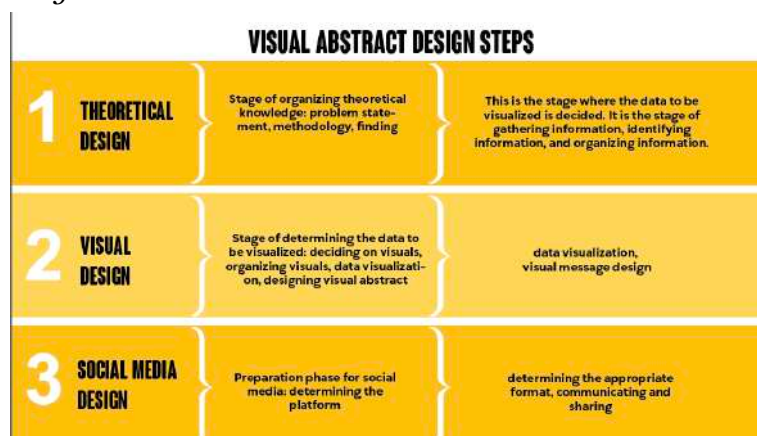 VISUAL ABSTRACT DESIGN STEPS
1
THEORETICAL
DESIGN
Stage of organizing theoretical
knowledge: problem state-
ment, methodology, finding
This is the stage where the data to be
visualized is decided. It is the stage of
gathering information, identifying
information, and organizing information.
2
VISUAL
DESIGN
Stage of determining the data to
be visualized: deciding on visuals,
organizing visuals, data visualizati-
on, designing visual abstract
data visualization,
visual message design
3
SOCIAL MEDIA
DESIGN
Preparation phase for social
media: determining the
platform
determining the appropriate
format, communicating and
sharing